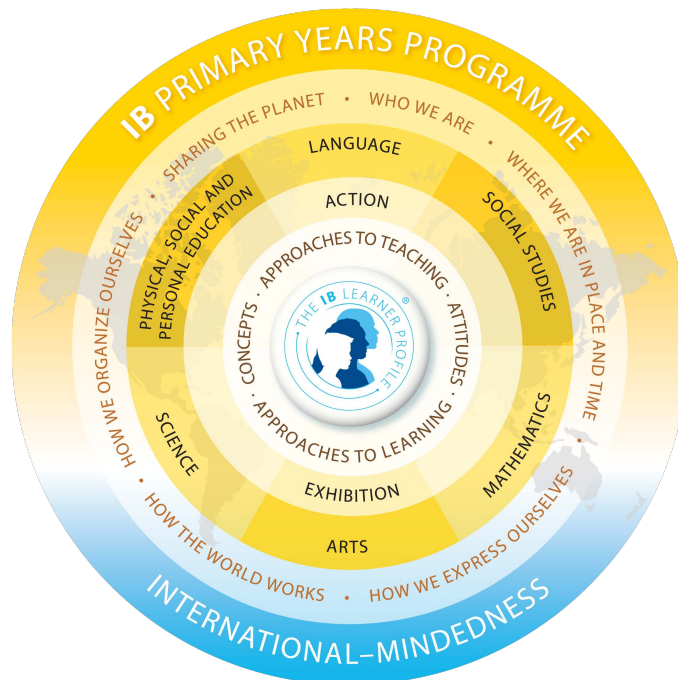 IB PRIMARY YEARS PROGRAMME
SHARING THE PLANET • WHO WE ARE • WHERE WE ARE IN PLACE AND TIME • HOW WE EXPRESS OURSELVES • HOW THE WORLD WORKS • HOW WE ORGANIZE OURSELVES •
LANGUAGE
SOCIAL STUDIES
MATHEMATICS
ARTS
SCIENCE
PHYSICAL, SOCIAL AND
PERSONAL EDUCATION
ACTION
EXHIBITION
APPROACHES TO TEACHING · ATTITUDES · APPROACHES TO LEARNING · CONCEPTS ·
• THE IB LEARNER PROFILE • ®
INTERNATIONAL–MINDEDNESS